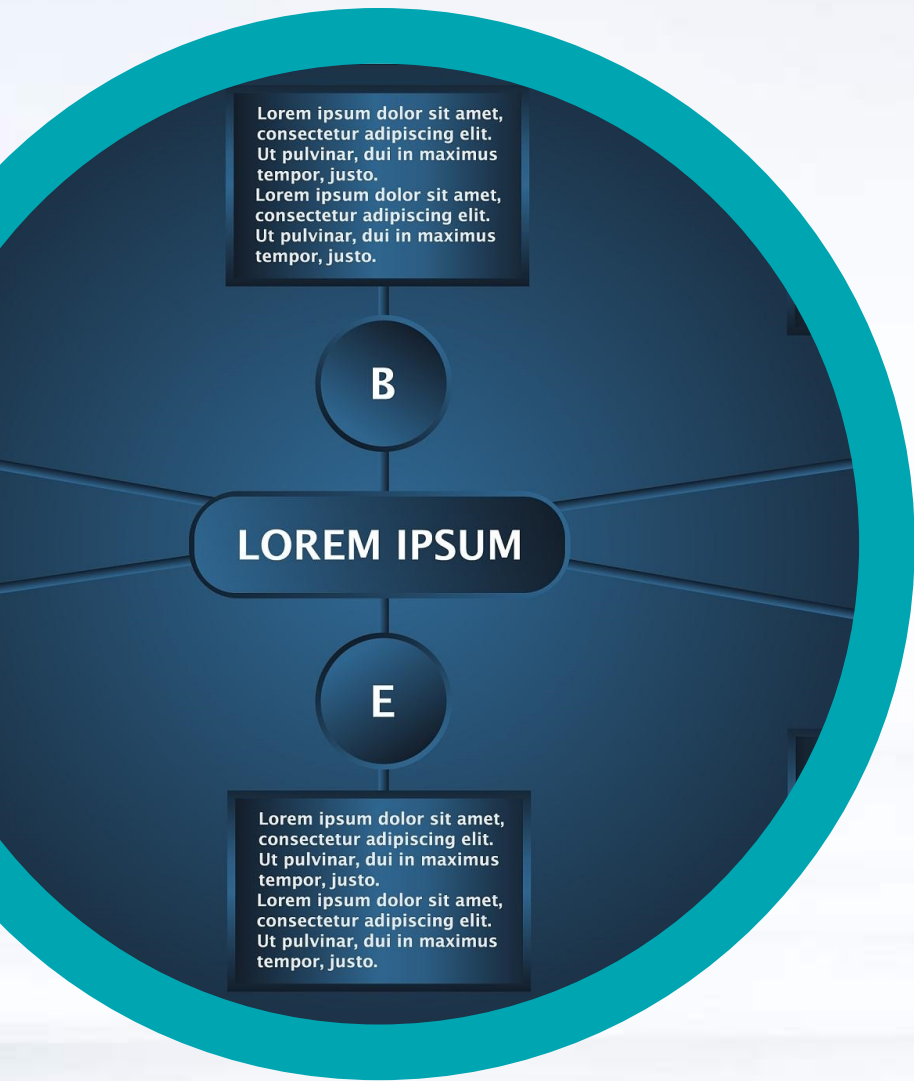 Lorem ipsum dolor sit amet,
consectetur adipiscing elit.
Ut pulvinar, dui in maximus
tempor, justo.
Lorem ipsum dolor sit amet,
consectetur adipiscing elit.
Ut pulvinar, dui in maximus
tempor, justo.
B
LOREM IPSUM
E
Lorem ipsum dolor sit amet,
consectetur adipiscing elit.
Ut pulvinar, dui in maximus
tempor, justo.
Lorem ipsum dolor sit amet,
consectetur adipiscing elit.
Ut pulvinar, dui in maximus
tempor, justo.